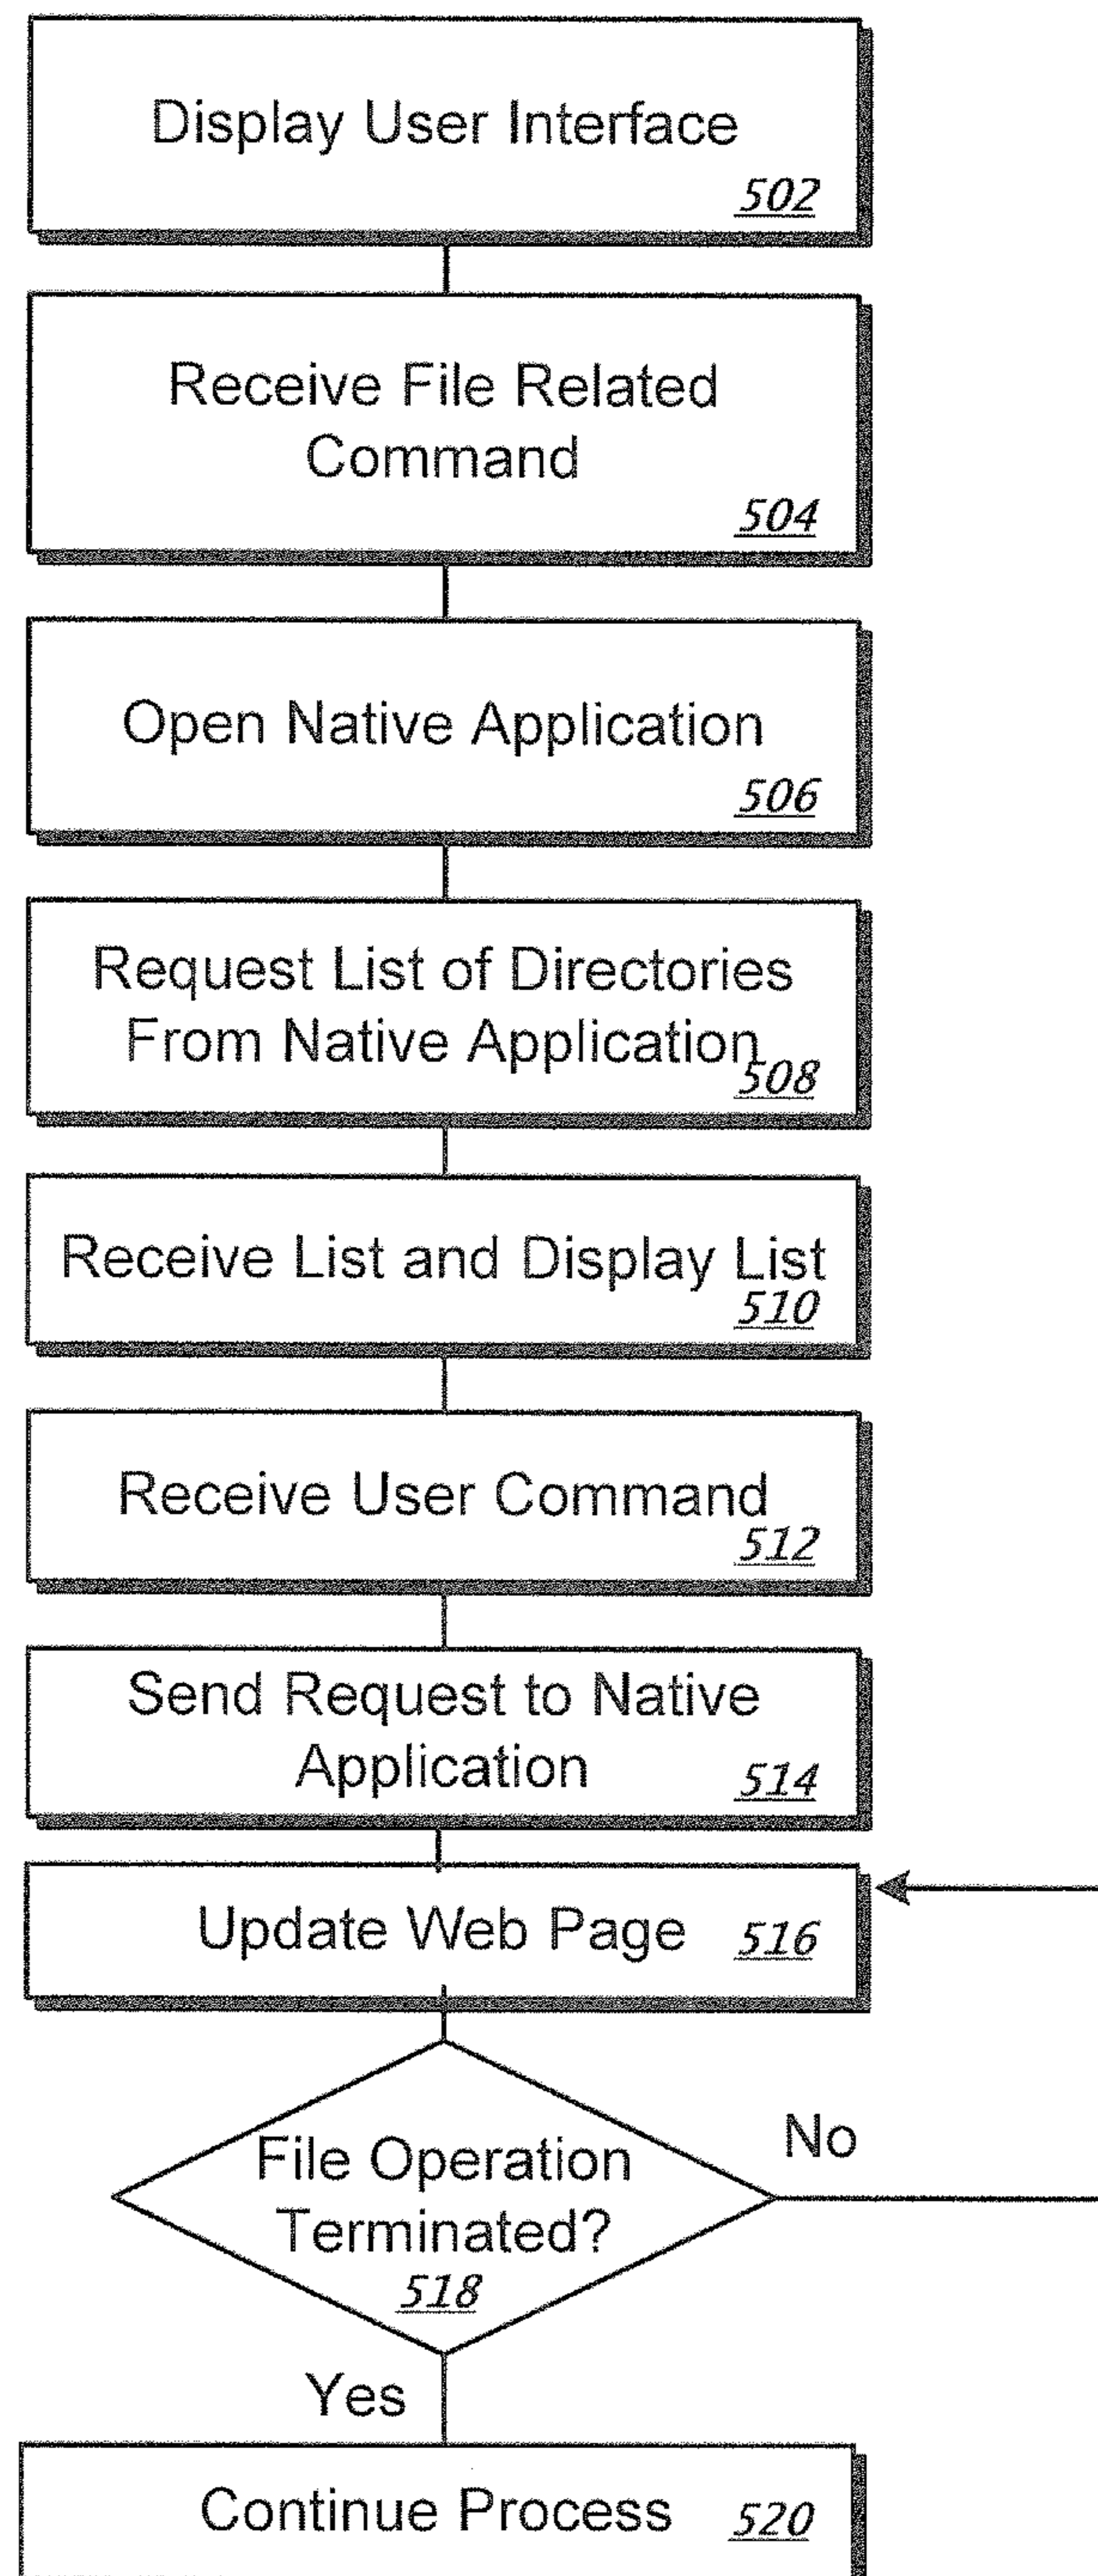 Display User Interface
502
Receive File Related
Command
504
Open Native Application
506
Request List of Directories
From Native Application
508
Receive List and Display List
510
Receive User Command
512
Send Request to Native
Application
514
Update Web Page 516
No
File Operation
Terminated?
518
Yes
Continue Process 520